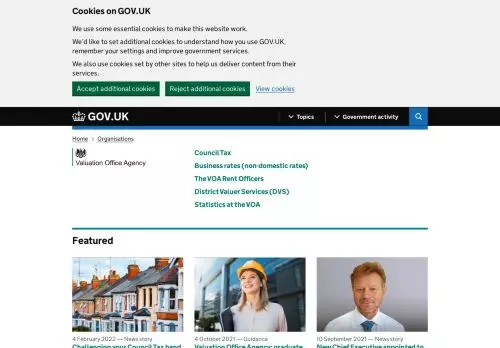 Cookies on GOV.UK
We use some essential cookies to make this website work.
We'd like to set additional cookies to understand how you use GOV.UK,
remember your settings and improve government services.
We also use cookies set by other sites to help us deliver content from their
services.
Accept additional cookies
Reject additional cookies
View cookies
GOV.UK
Topics
Government activity
Home
Organisations
Valuation Office Agency
Council Tax
Business rates (non-domestic rates)
The VOA Rent Officers
District Valuer Services (DVS)
Statistics at the VOA
Featured
4 February 2022 — News story
Challenging your Council Tax band
4 October 2021 — Guidance
Valuation Office Agency: graduate
10 September 2021 — News story
New Chief Executive appointed to